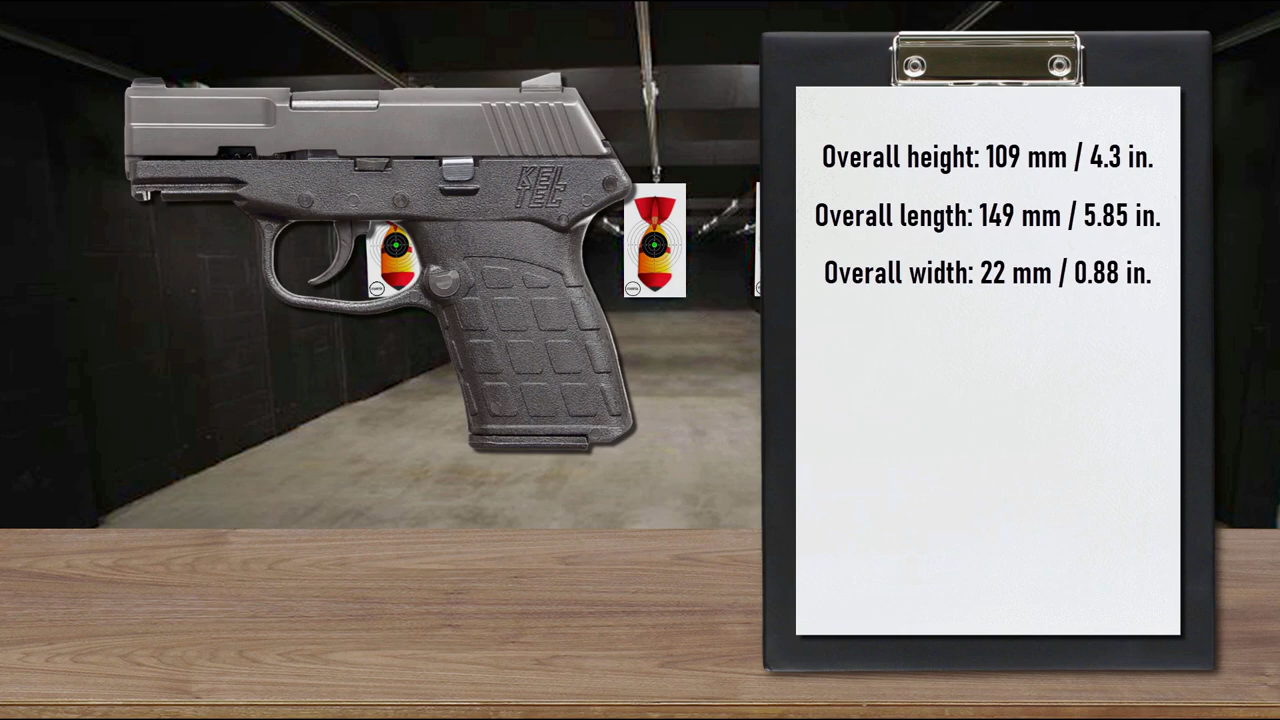 KEL
TEC
Overall height: 109 mm / 4.3 in.
Overall length: 149 mm / 5.85 in.
Overall width: 22 mm / 0.88 in.